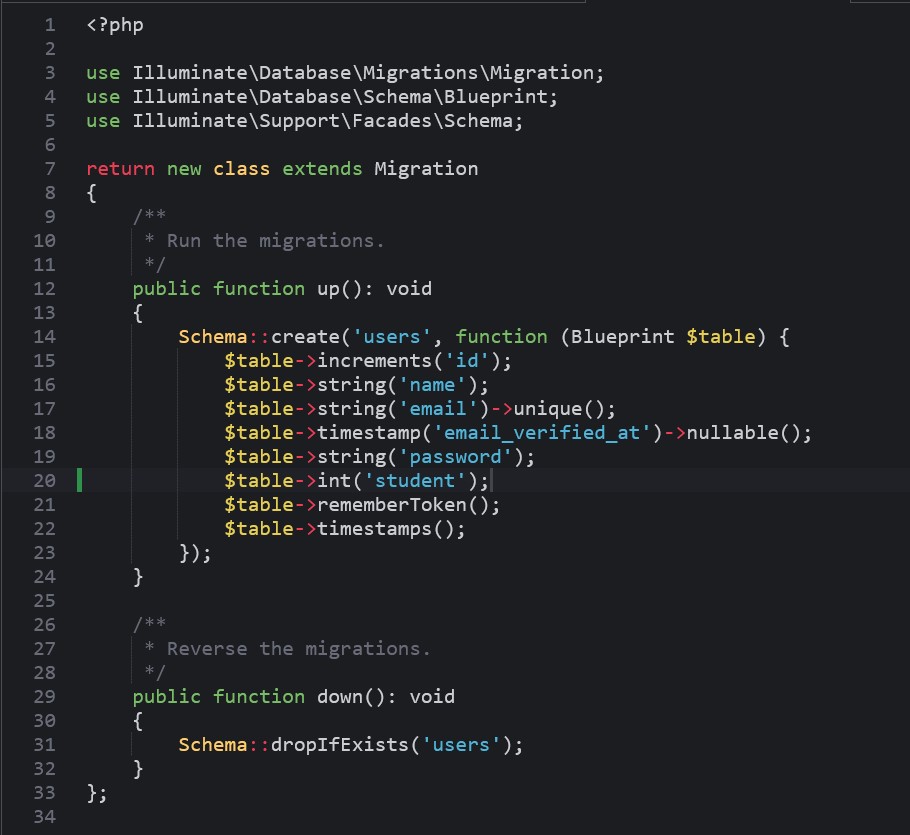 1 <?php
2
3 use Illuminate\Database\Migrations\Migration;
4 use Illuminate\Database\Schema\Blueprint;
5 use Illuminate\Support\Facades\Schema;
6
7 return new class extends Migration
8 {
9     /**
10      * Run the migrations.
11      */
12     public function up(): void
13     {
14         Schema::create('users', function (Blueprint $table) {
15             $table->increments('id');
16             $table->string('name');
17             $table->string('email')->unique();
18             $table->timestamp('email_verified_at')->nullable();
19             $table->string('password');
20             $table->int('student');
21             $table->rememberToken();
22             $table->timestamps();
23         });
24     }
25
26     /**
27      * Reverse the migrations.
28      */
29     public function down(): void
30     {
31         Schema::dropIfExists('users');
32     }
33 };
34